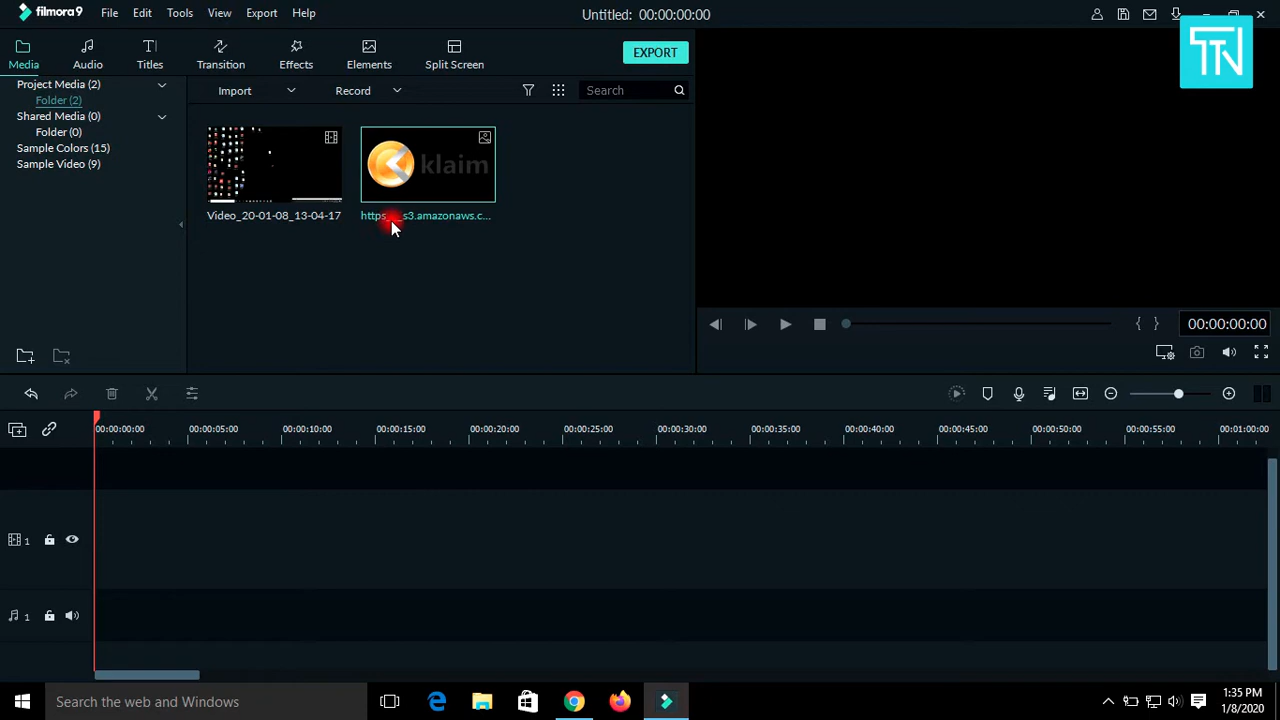 filmora 9 File Edit Tools View Export Help Untitled: 00:00:00:00
Media Audio Titles Transition Effects Elements Split Screen EXPORT
TN
Project Media (2)
Folder (2)
Shared Media (0)
Folder (0)
Sample Colors (15)
Sample Video (9)
Import Record Search
klaim
Video_20-01-08_13-04-17 https___s3.amazonaws.c...
{ } 00:00:00:00
00:00:00:00 00:00:05:00 00:00:10:00 00:00:15:00 00:00:20:00 00:00:25:00 00:00:30:00 00:00:35:00 00:00:40:00 00:00:45:00 00:00:50:00 00:00:55:00 00:01:00:00
1
1
Search the web and Windows
1:35 PM
1/8/2020